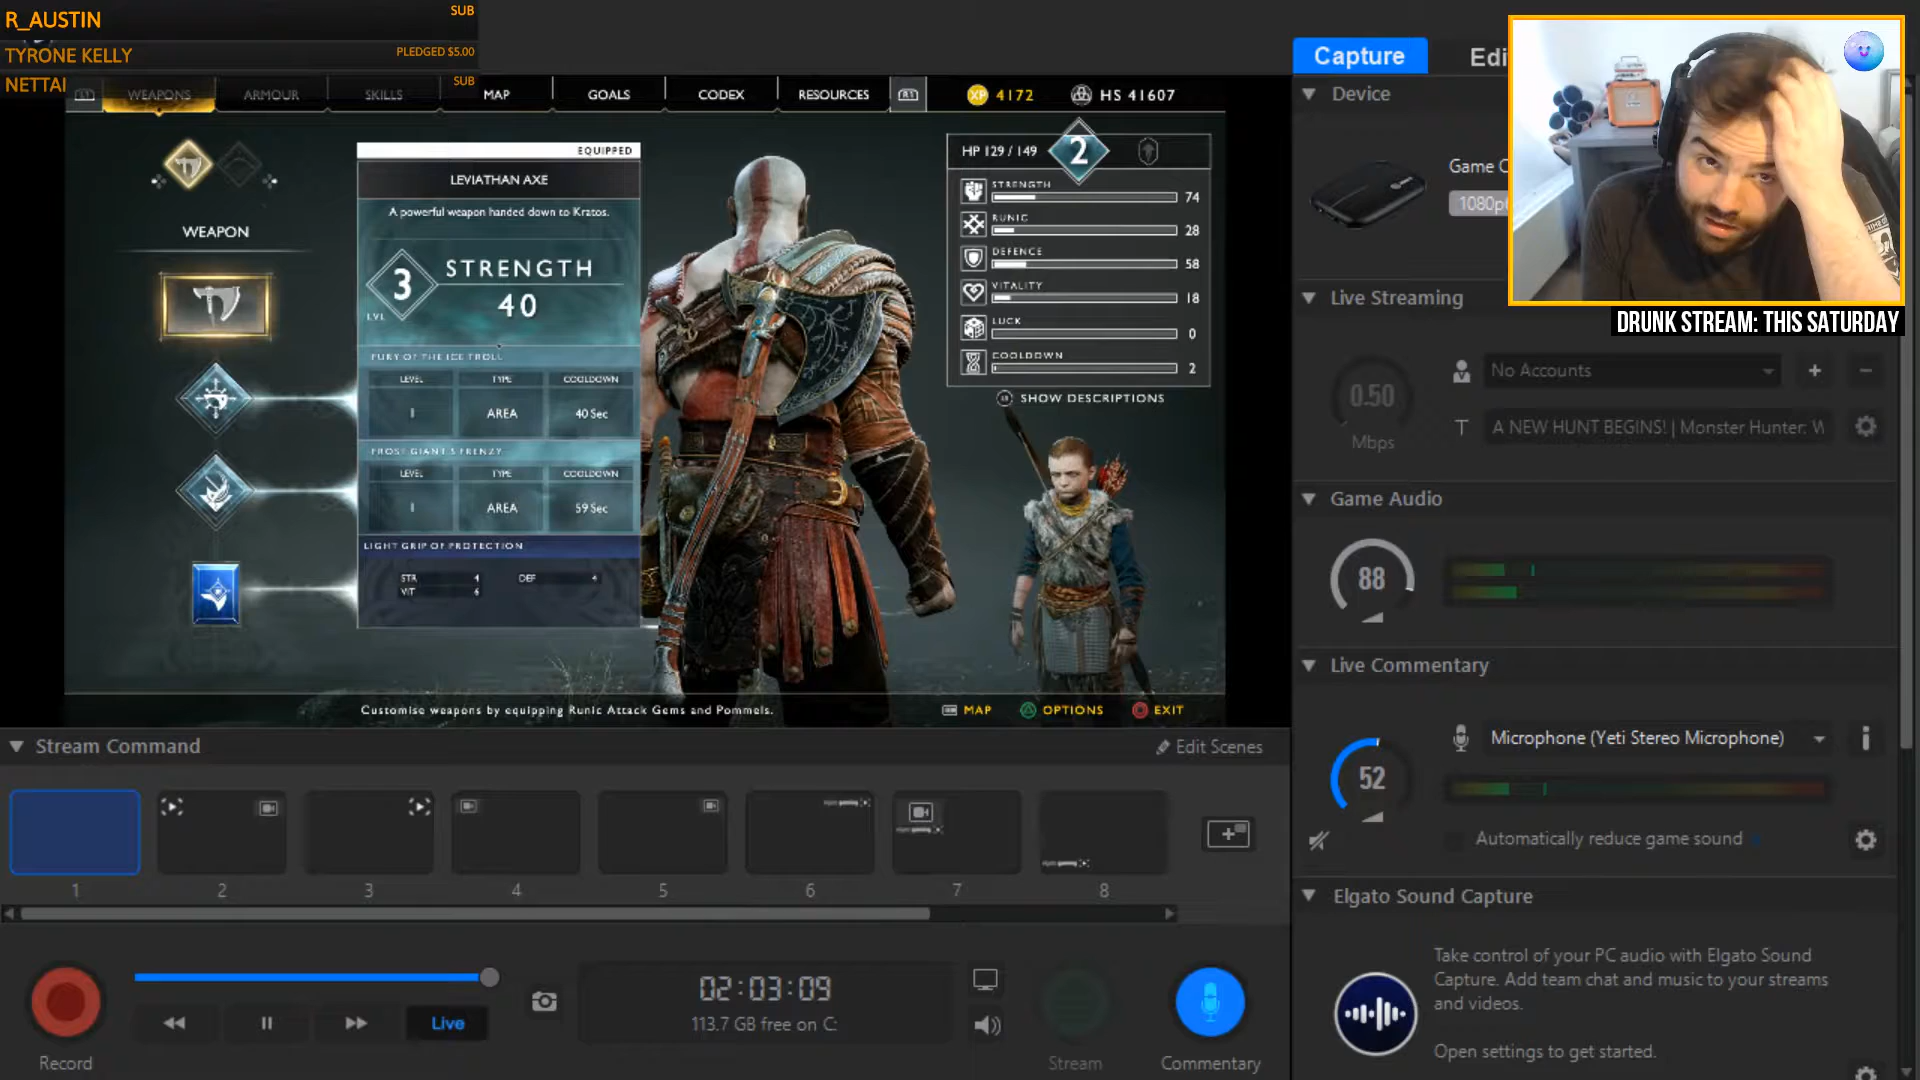 R_AUSTIN
SUB
TYRONE KELLY
PLEDGED $5.00
NETTAI
SUB
L1
WEAPONS
ARMOUR
SKILLS
MAP
GOALS
CODEX
RESOURCES
R1
XP 4172
HS 41607
WEAPON
EQUIPPED
LEVIATHAN AXE
A powerful weapon handed down to Kratos.
3
LVL
STRENGTH
40
FURY OF THE ICE TROLL
LEVEL TYPE COOLDOWN
I AREA 40 Sec
FROST GIANT'S FRENZY
LEVEL TYPE COOLDOWN
I AREA 59 Sec
LIGHT GRIP OF PROTECTION
STR 4 DEF 4
VIT 6
HP 129 / 149
2
STRENGTH
74
RUNIC
28
DEFENCE
58
VITALITY
18
LUCK
0
COOLDOWN
2
SHOW DESCRIPTIONS
Customise weapons by equipping Runic Attack Gems and Pommels.
MAP
OPTIONS
EXIT
Capture
Edi
Device
Game C
1080p
DRUNK STREAM: THIS SATURDAY
Live Streaming
0.50
Mbps
No Accounts
A NEW HUNT BEGINS! | Monster Hunter: W
Game Audio
88
Live Commentary
Microphone (Yeti Stereo Microphone)
52
Automatically reduce game sound
Elgato Sound Capture
Take control of your PC audio with Elgato Sound
Capture. Add team chat and music to your streams
and videos.
Open settings to get started.
Stream Command
Edit Scenes
1
2
3
4
5
6
7
8
Record
Live
02:03:09
113.7 GB free on C:
Stream
Commentary